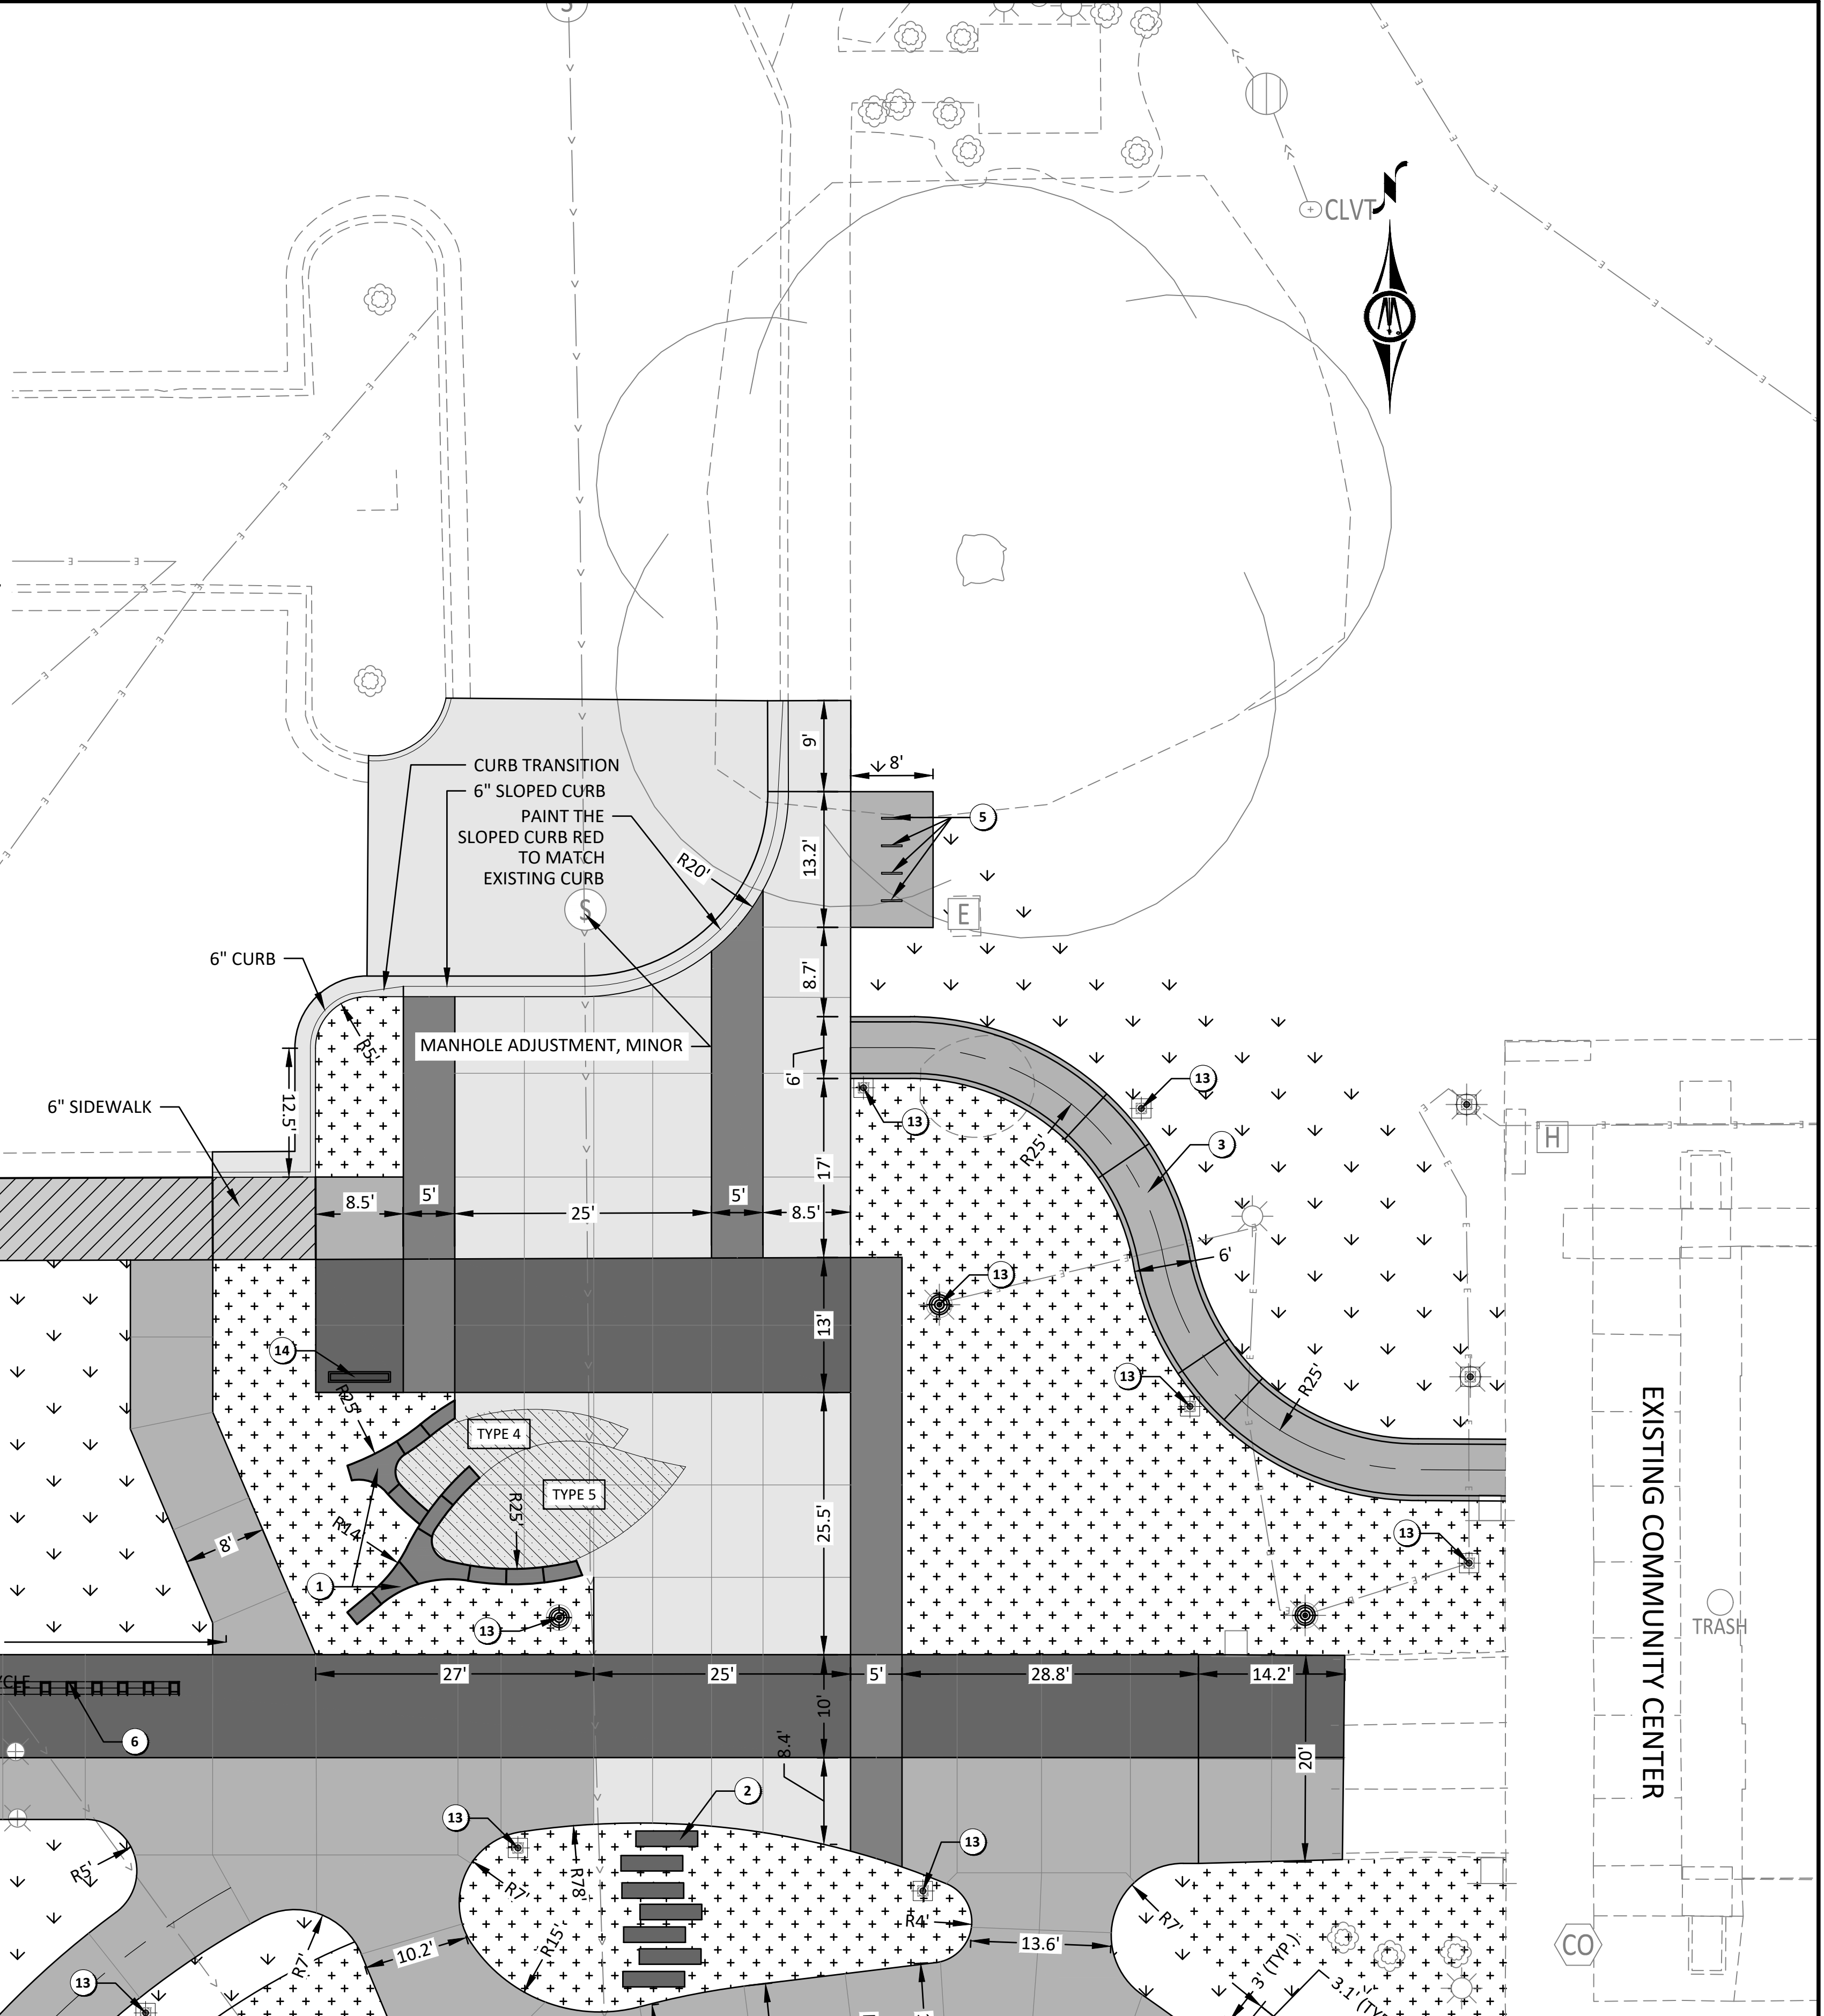 S
CLVT
N
CURB TRANSITION
6" SLOPED CURB
PAINT THE
SLOPED CURB RED
TO MATCH
EXISTING CURB
R20'
9'
8'
5
13.2'
E
S
6" CURB
8.7'
R5'
MANHOLE ADJUSTMENT, MINOR
6'
13
13
6" SIDEWALK
12.5'
R25'
3
H
17'
8.5'
5'
25'
5'
8.5'
6'
13
13'
14
13
R25'
R25'
TYPE 4
TYPE 5
R25'
R14'
8'
25.5'
13
1
13
EXISTING COMMUNITY CENTER
TRASH
27'
25'
5'
28.8'
14.2'
10'
6
8.4'
20'
2
13
13
R5'
R78'
R7'
R4'
R7'
R15'
R7'
10.2'
13.6'
CO
3' (TYP.)
13